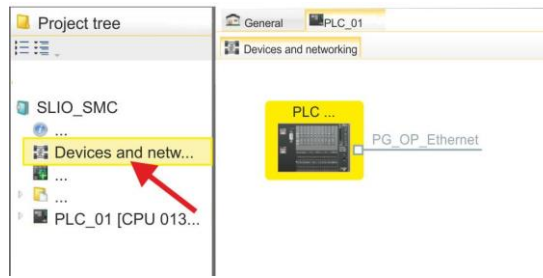 Project tree
SLIO_SMC
...
Devices and netw...
...
...
PLC_01 [CPU 013...
General
PLC_01
Devices and networking
PLC ...
PG_OP_Ethernet